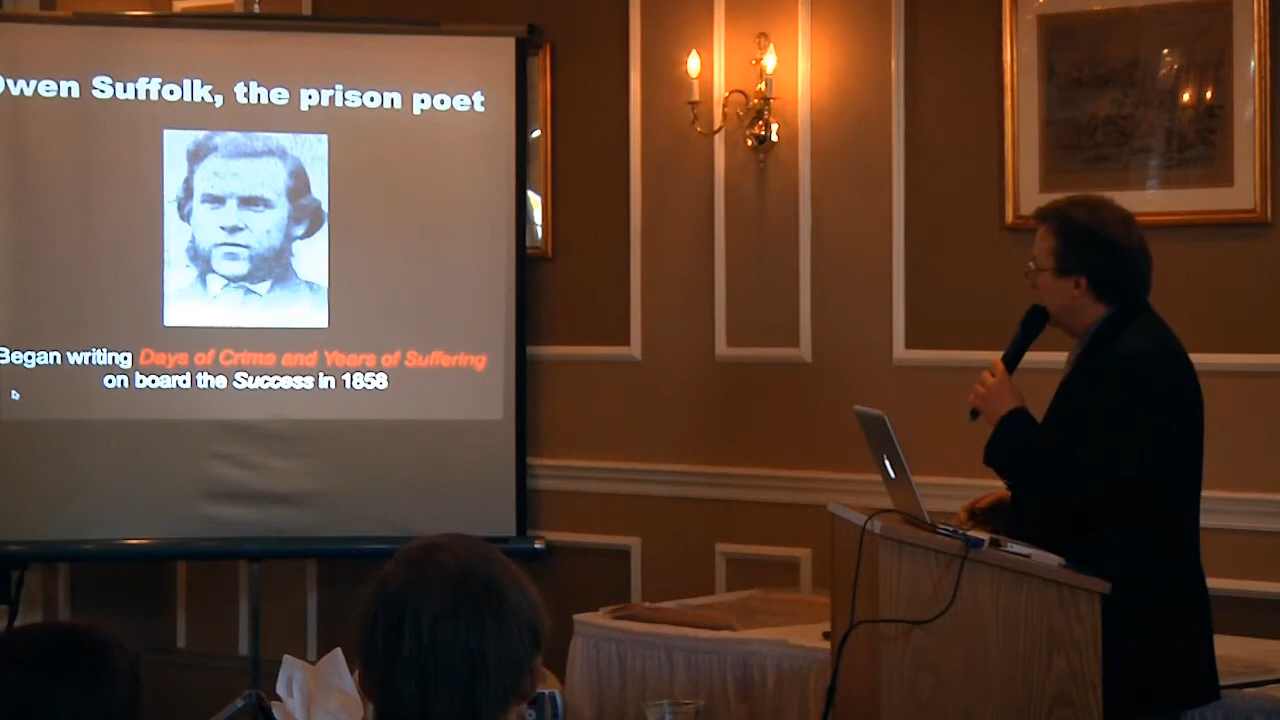 Owen Suffolk, the prison poet
Began writing Days of Crime and Years of Suffering
on board the Success in 1858